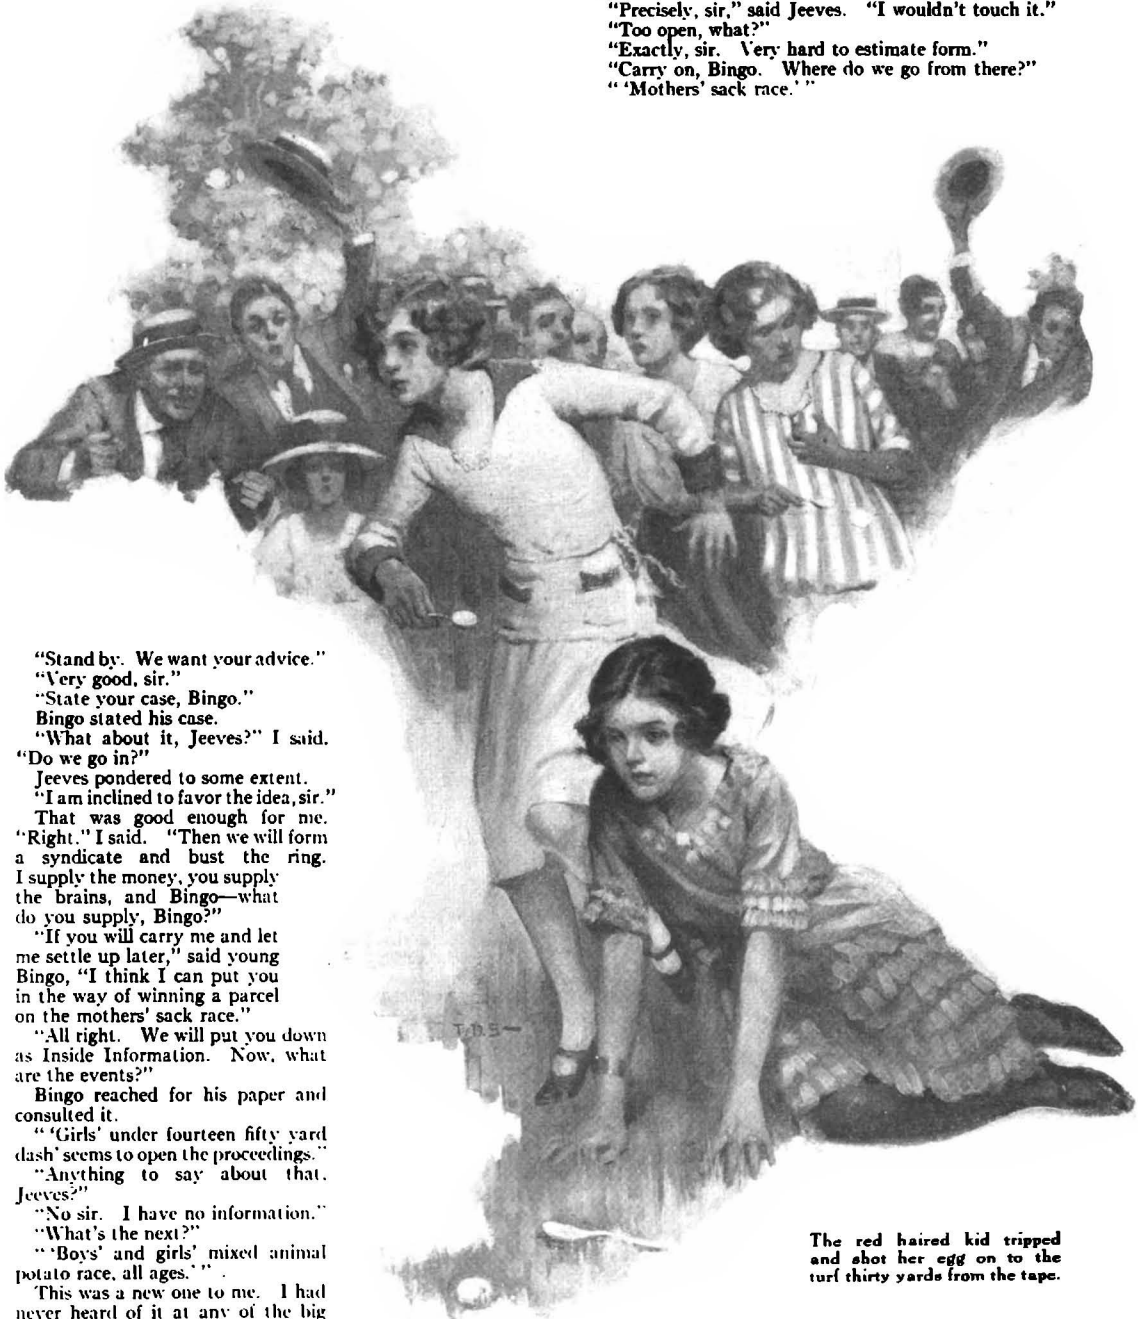 "Stand by. We want your advice."
"Very good, sir."
"State your case, Bingo."
Bingo stated his case.
"What about it, Jeeves?" I said.
"Do we go in?"
Jeeves pondered to some extent.
"I am inclined to favor the idea, sir."
That was good enough for me.
"Right." I said. "Then we will form
a syndicate and bust the ring.
I supply the money, you supply
the brains, and Bingo—what
do you supply, Bingo?"
"If you will carry me and let
me settle up later," said young
Bingo, "I think I can put you
in the way of winning a parcel
on the mothers' sack race."
"All right. We will put you down
as Inside Information. Now, what
are the events?"
Bingo reached for his paper and
consulted it.
" 'Girls' under fourteen fifty yard
dash' seems to open the proceedings."
"Anything to say about that,
Jeeves?"
"No sir. I have no information."
"What's the next?"
" 'Boys' and girls' mixed animal
potato race, all ages.' "
This was a new one to me. I had
never heard of it at any of the big
"Precisely, sir," said Jeeves. "I wouldn't touch it."
"Too open, what?"
"Exactly, sir. Very hard to estimate form."
"Carry on, Bingo. Where do we go from there?"
" 'Mothers' sack race.' "
T.D.S—
The red haired kid tripped
and shot her egg on to the
turf thirty yards from the tape.